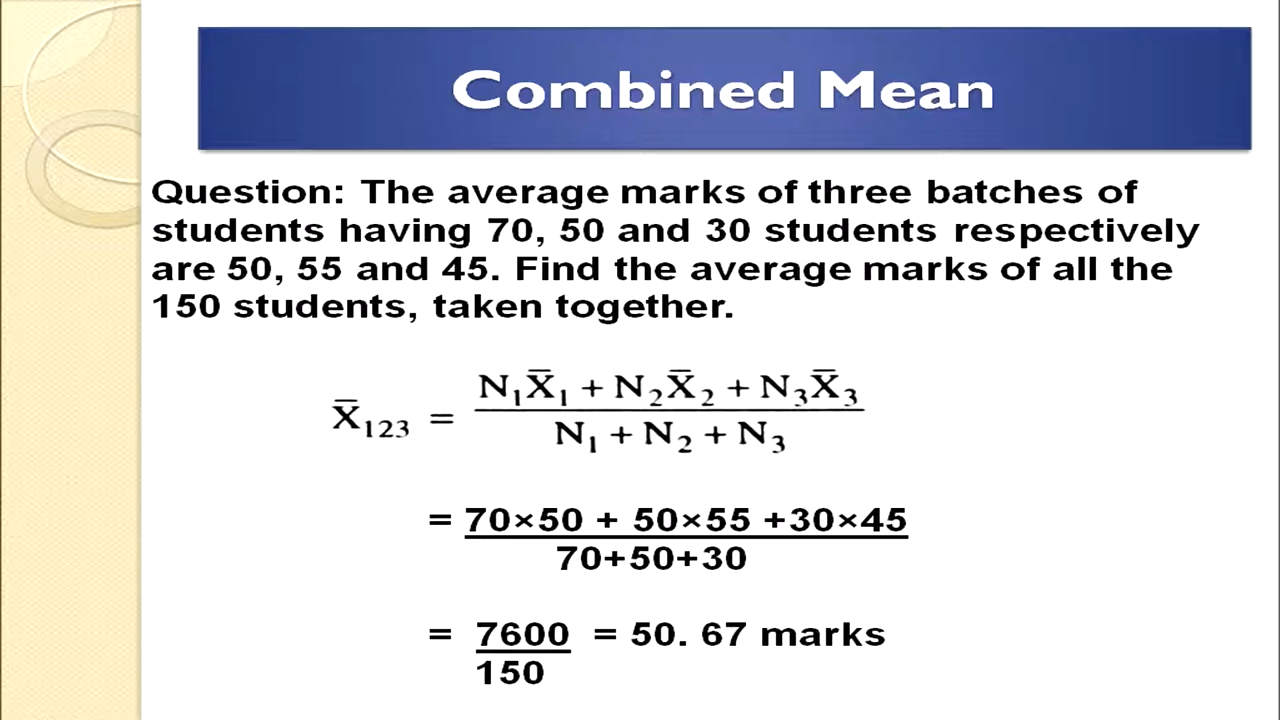 Combined Mean
Question: The average marks of three batches of
students having 70, 50 and 30 students respectively
are 50, 55 and 45. Find the average marks of all the
150 students, taken together.
X̅₁₂₃ = (N₁X̅₁ + N₂X̅₂ + N₃X̅₃) / (N₁ + N₂ + N₃)
= 70×50 + 50×55 +30×45
70+50+30
= 7600 = 50. 67 marks
150